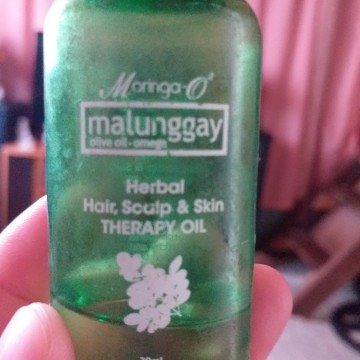 Moringa-O²
malunggay
olive oil • omega
Herbal
Hair, Scalp & Skin
THERAPY OIL